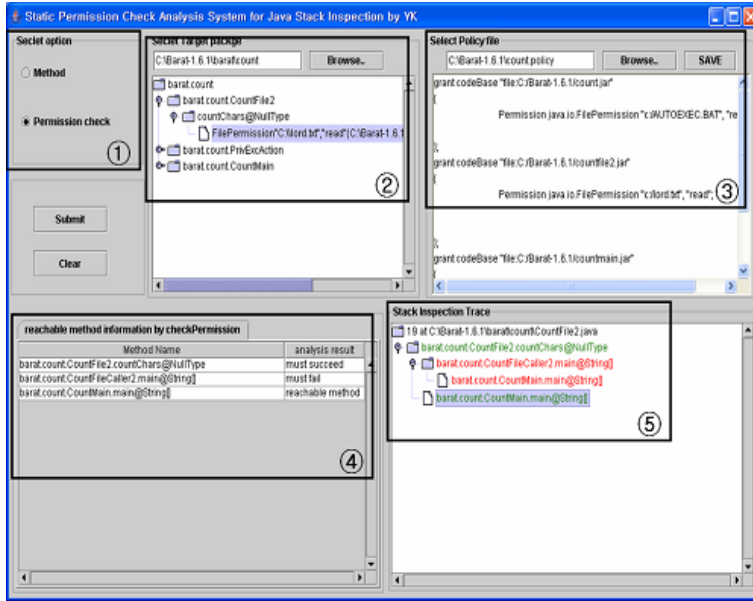 Static Permission Check Analysis System for Java Stack Inspection by YK
Seclet option
Method
Permission check
①
Submit
Clear
Seclet Target packge
C:\Barat-1.6.1\barat\count
Browse..
barat.count
barat.count.CountFile2
countChars@NullType
FilePermission"C:\lord.txt","read"(C:\Barat-1.6.1
barat.count.PrivExcAction
barat.count.CountMain
②
Select Policy file
C:\Barat-1.6.1\count.policy
Browse..
SAVE
grant codeBase "file:C:/Barat-1.6.1/count.jar"
{
Permission java.io.FilePermission "c:/AUTOEXEC.BAT", "re
};
grant codeBase "file:C:/Barat-1.6.1/countfile2.jar"
{
Permission java.io.FilePermission "c:/lord.txt", "read";
③
};
grant codeBase "file:C:/Barat-1.6.1/countmain.jar"
{
reachable method information by checkPermission
Method Name analysis result
barat.count.CountFile2.countChars@NullType must succeed
barat.count.CountFileCaller2.main@String[] must fail
barat.count.CountMain.main@String[] reachable method
④
Stack Inspection Trace
19 at C:\Barat-1.6.1\barat\count\CountFile2.java
barat.count.CountFile2.countChars@NullType
barat.count.CountFileCaller2.main@String[]
barat.count.CountMain.main@String[]
barat.count.CountMain.main@String[]
⑤